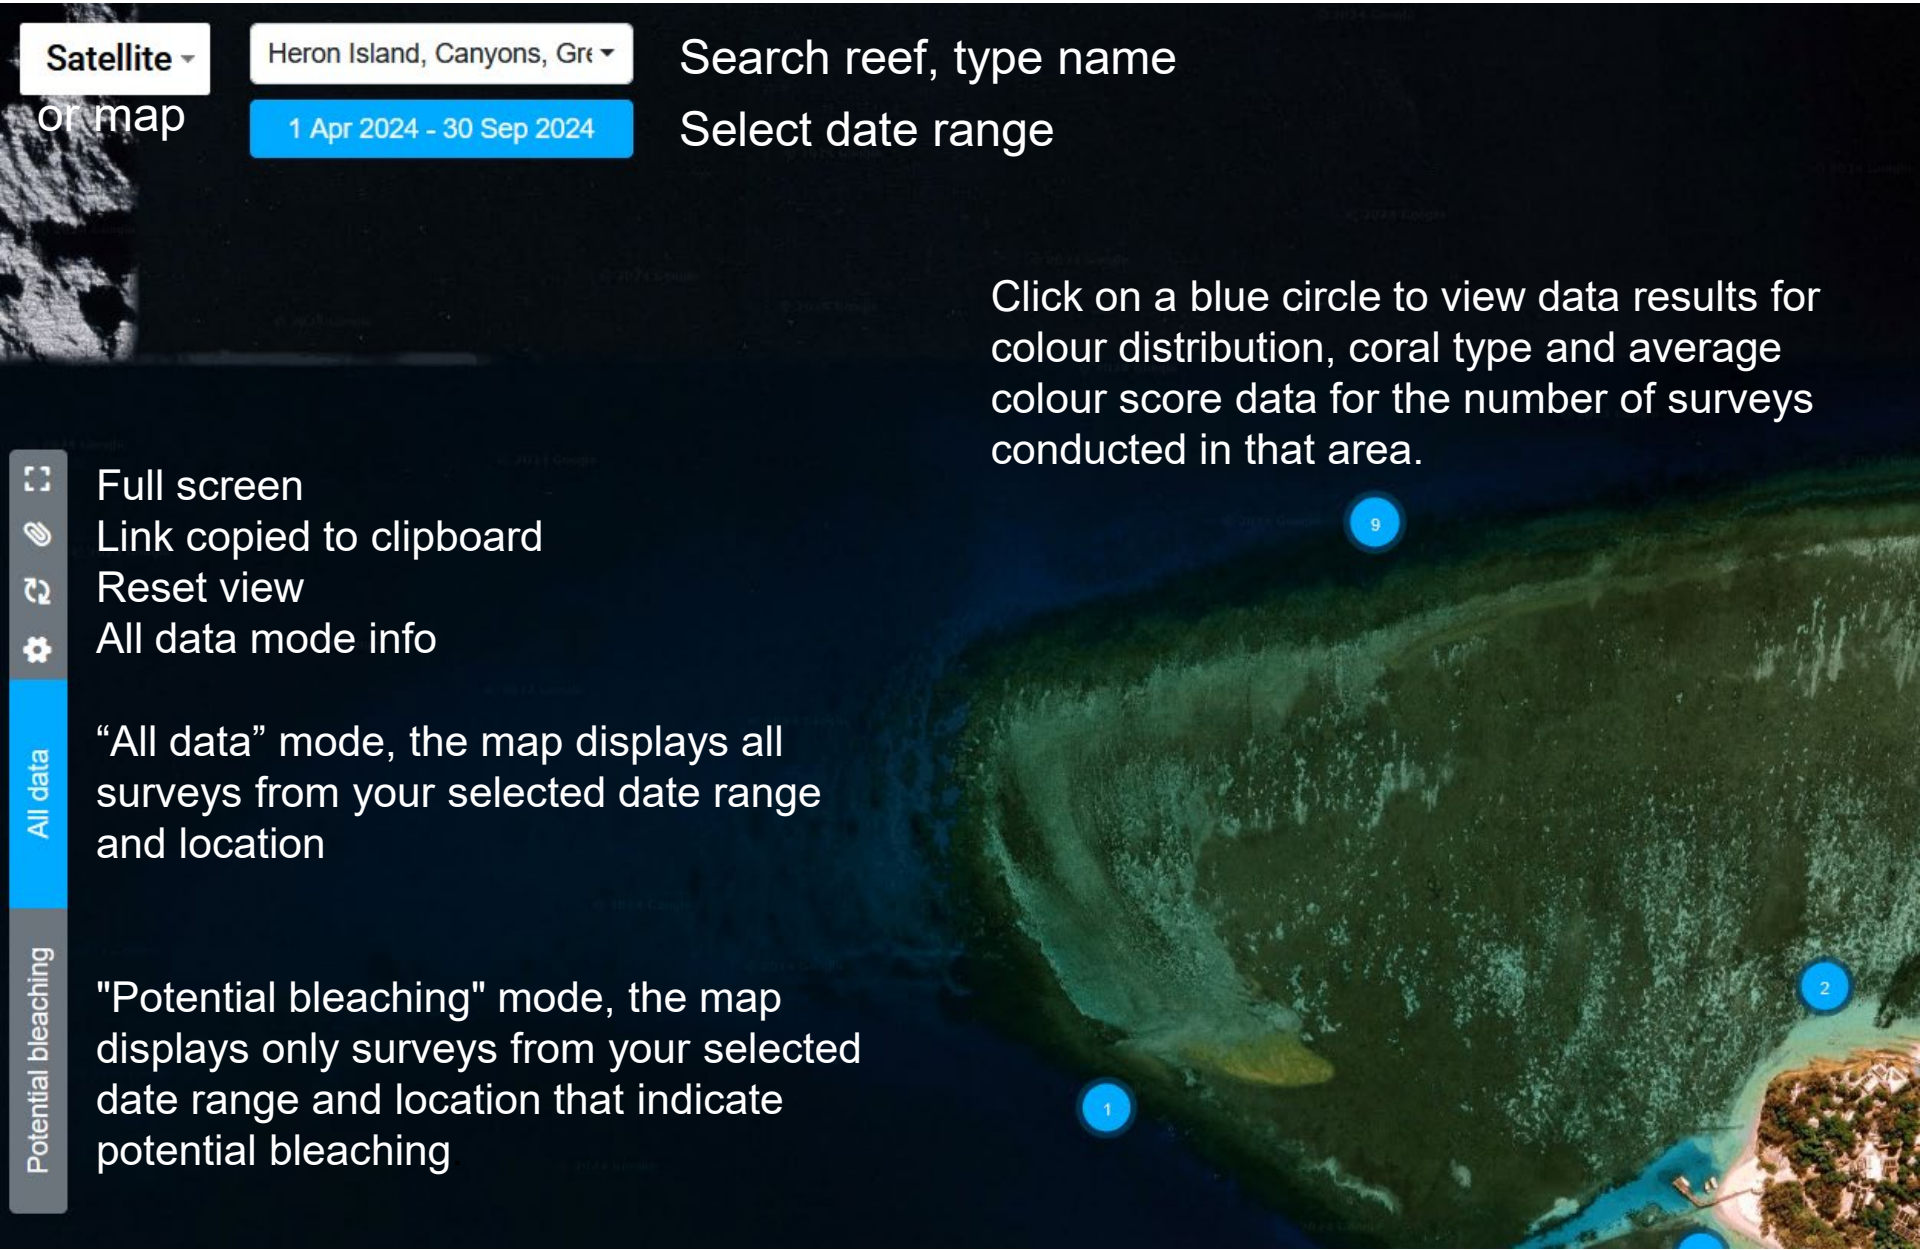 Satellite
or map
Heron Island, Canyons, Gre
1 Apr 2024 - 30 Sep 2024
Search reef, type name
Select date range
Click on a blue circle to view data results for
colour distribution, coral type and average
colour score data for the number of surveys
conducted in that area.
9
Full screen
Link copied to clipboard
Reset view
All data mode info
All data
“All data” mode, the map displays all
surveys from your selected date range
and location
Potential bleaching
"Potential bleaching" mode, the map
displays only surveys from your selected
date range and location that indicate
potential bleaching
2
1